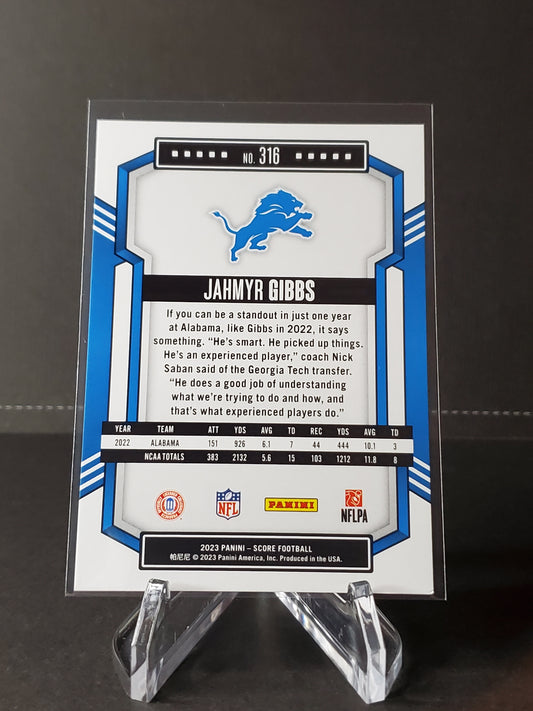 NO. 316
JAHMYR GIBBS
If you can be a standout in just one year
at Alabama, like Gibbs in 2022, it says
something. “He's smart. He picked up things.
He's an experienced player,” coach Nick
Saban said of the Georgia Tech transfer.
“He does a good job of understanding
what we're trying to do and how, and
that's what experienced players do.”
YEAR TEAM ATT YDS AVG TD REC YDS AVG TD
2022 ALABAMA 151 926 6.1 7 44 444 10.1 3
NCAA TOTALS 383 2132 5.6 15 103 1212 11.8 8
NFL
PANINI
NFLPA
2023 PANINI – SCORE FOOTBALL
帕尼尼 © 2023 Panini America, Inc. Produced in the USA.